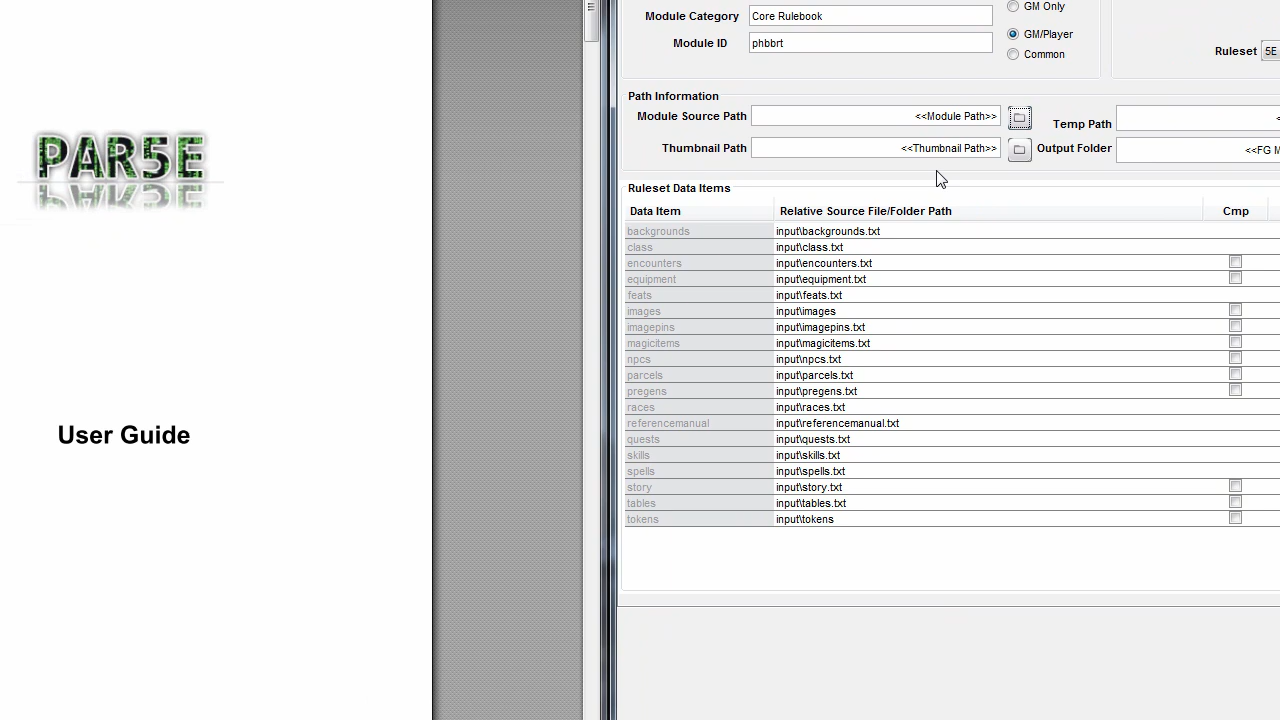 PAR5E
User Guide
GM Only
Module Category Core Rulebook
GM/Player
Module ID phbbrt
Common
Ruleset 5E
Path Information
Module Source Path <<Module Path>>
Temp Path <
Thumbnail Path <<Thumbnail Path>>
Output Folder <<FG M
Ruleset Data Items
Data Item Relative Source File/Folder Path Cmp
backgrounds input\backgrounds.txt
class input\class.txt
encounters input\encounters.txt
equipment input\equipment.txt
feats input\feats.txt
images input\images
imagepins input\imagepins.txt
magicitems input\magicitems.txt
npcs input\npcs.txt
parcels input\parcels.txt
pregens input\pregens.txt
races input\races.txt
referencemanual input\referencemanual.txt
quests input\quests.txt
skills input\skills.txt
spells input\spells.txt
story input\story.txt
tables input\tables.txt
tokens input\tokens